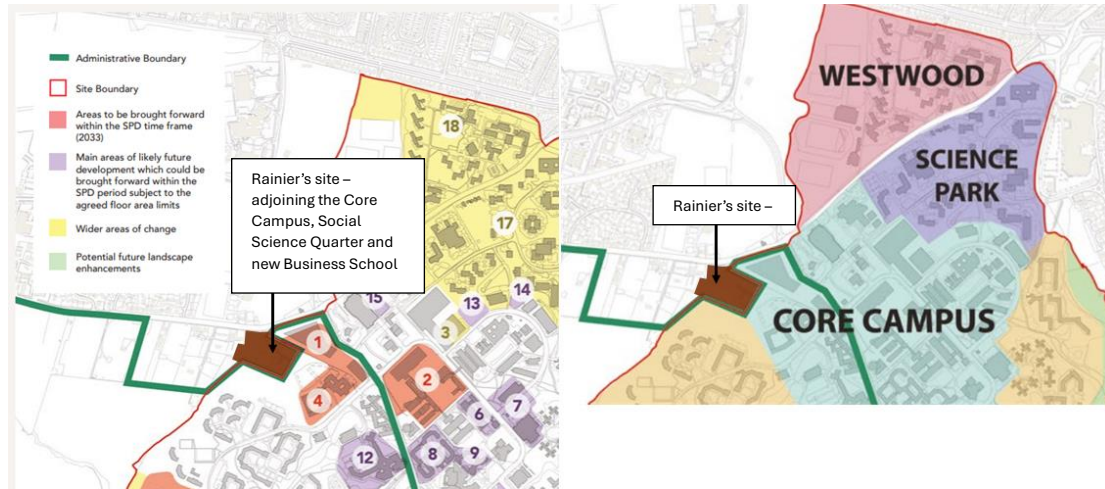 Administrative Boundary
Site Boundary
Areas to be brought forward
within the SPD time frame
(2033)
Main areas of likely future
development which could be
brought forward within the
SPD period subject to the
agreed floor area limits
Wider areas of change
Potential future landscape
enhancements
Rainier's site –
adjoining the Core
Campus, Social
Science Quarter and
new Business School
18
17
15
13
14
3
1
2
4
6
7
8
9
12
WESTWOOD
SCIENCE
PARK
Rainier's site –
CORE CAMPUS